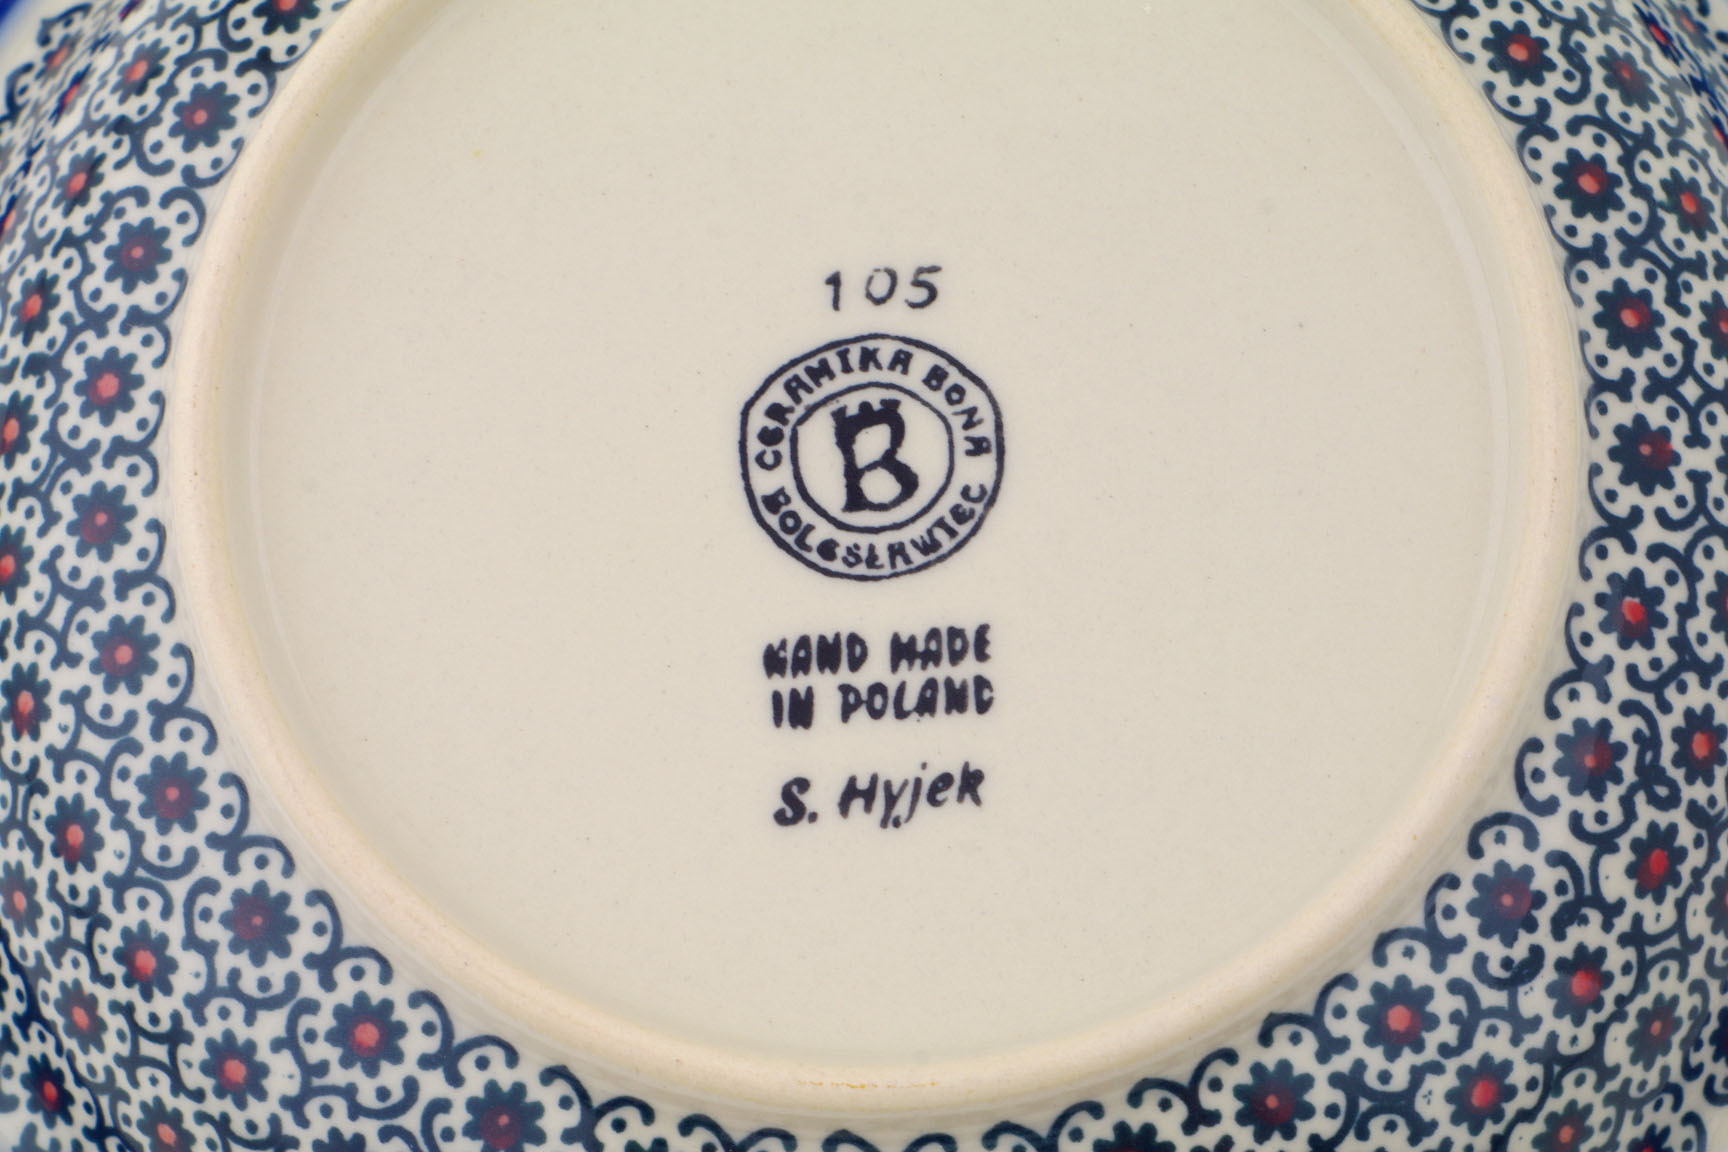 105
CERAMIKA BONA
B
BOLESŁAWIEC
HAND MADE
IN POLAND
S. Hyjek